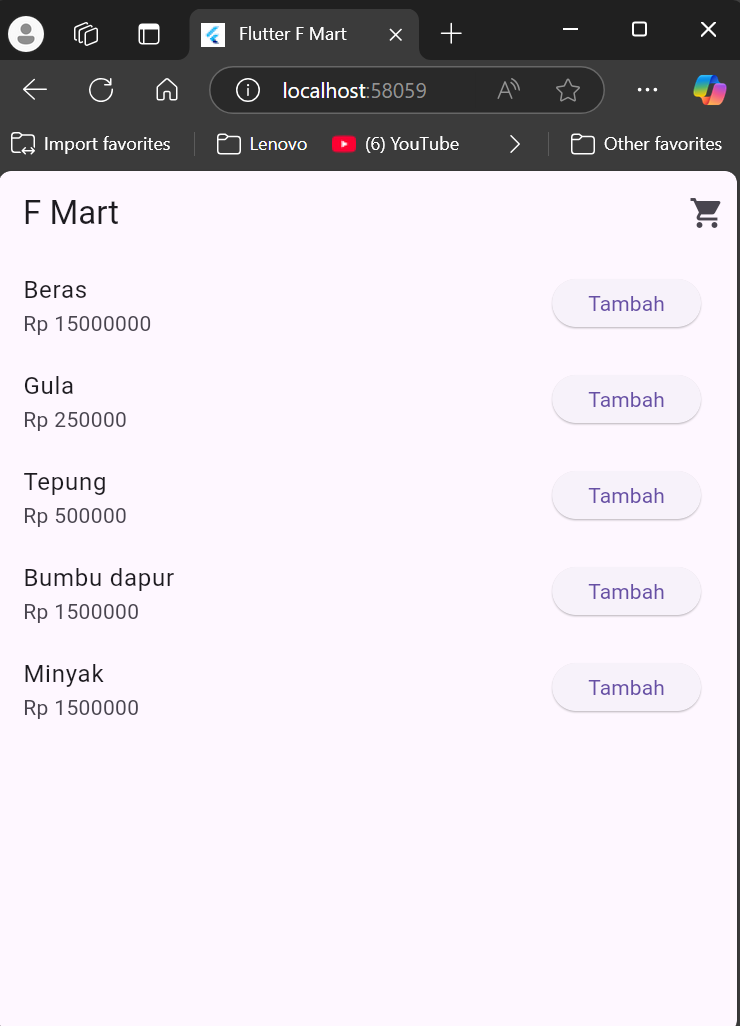 Flutter F Mart
localhost:58059
Import favorites
Lenovo
(6) YouTube
Other favorites
F Mart
Beras
Rp 15000000
Tambah
Gula
Rp 250000
Tambah
Tepung
Rp 500000
Tambah
Bumbu dapur
Rp 1500000
Tambah
Minyak
Rp 1500000
Tambah